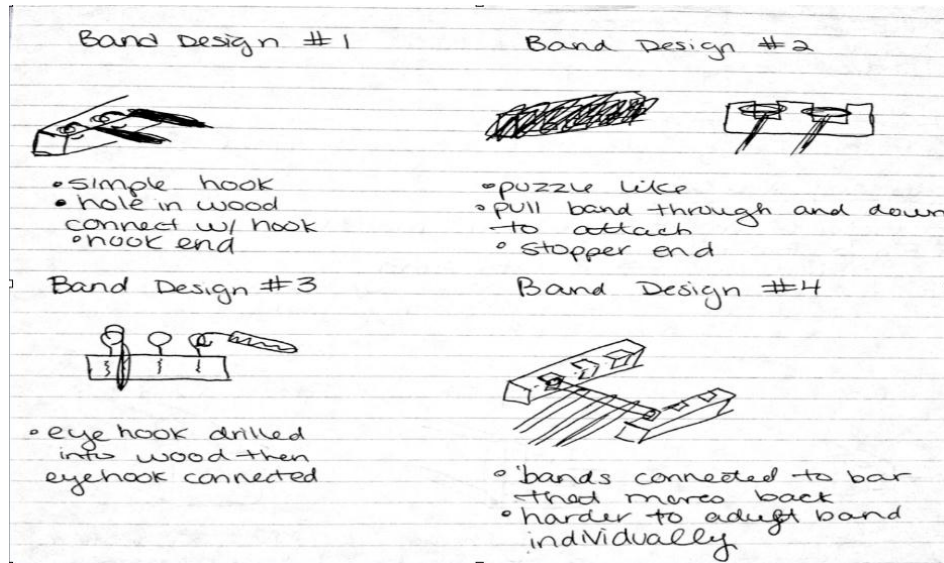 Band Design #1
• simple hook
• hole in wood
connect w/ hook
• hook end
Band Design #2
• puzzle like
• pull band through and down
to attach
• stopper end
Band Design #3
• eye hook drilled
into wood then
eyehook connected
Band Design #4
• bands connected to bar
that back
• harder to band
individually